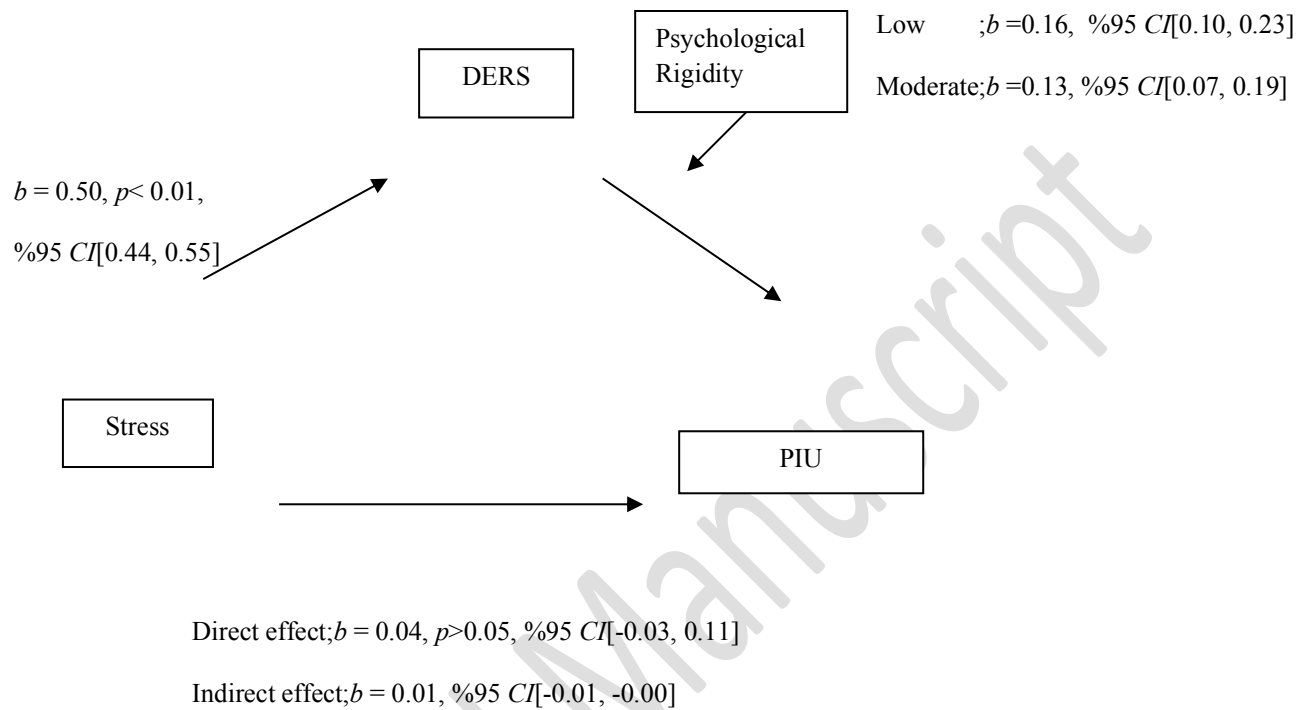 Psychological
Rigidity
Low ;b =0.16, %95 CI[0.10, 0.23]
DERS
Moderate;b =0.13, %95 CI[0.07, 0.19]
b = 0.50, p< 0.01,
%95 CI[0.44, 0.55]
Stress
PIU
Direct effect;b = 0.04, p>0.05, %95 CI[-0.03, 0.11]
Indirect effect;b = 0.01, %95 CI[-0.01, -0.00]
Manuscript